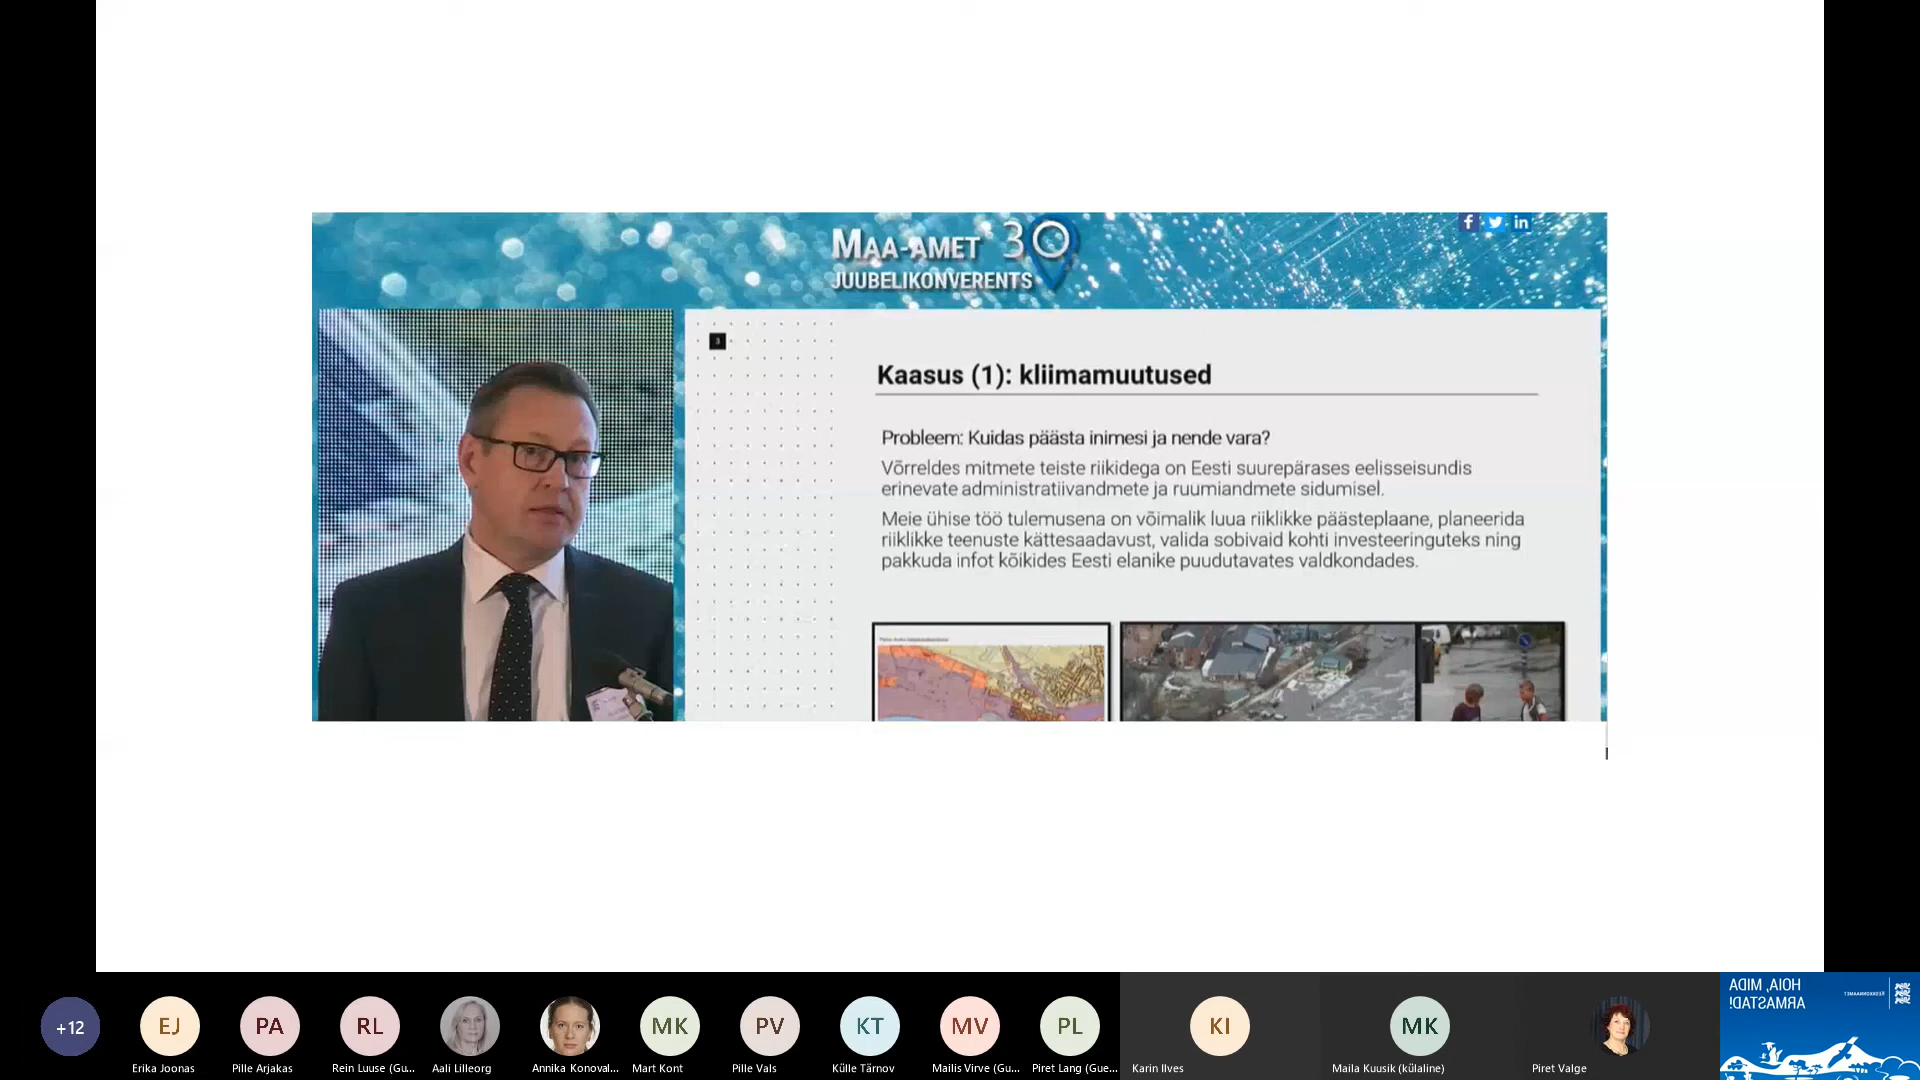 MAA-AMET 30
JUUBELIKONVERENTS
f
in
3
Kaasus (1): kliimamuutused
Probleem: Kuidas päästa inimesi ja nende vara?
Võrreldes mitmete teiste riikidega on Eesti suurepärases eelisseisundis
erinevate administratiivandmete ja ruumiandmete sidumisel.
Meie ühise töö tulemusena on võimalik luua riiklikke päästeplaane, planeerida
riiklikke teenuste kättesaadavust, valida sobivaid kohti investeeringuteks ning
pakkuda infot kõikides Eesti elanike puudutavates valdkondades.
+12
EJ
PA
RL
MK
PV
KT
MV
PL
KI
MK
Erika Joonas
Pille Arjakas
Rein Luuse (Gu...
Aali Lilleorg
Annika Konoval...
Mart Kont
Pille Vals
Külle Tärnov
Mailis Virve (Gu...
Piret Lang (Gue...
Karin Ilves
Maila Kuusik (külaline)
Piret Valge
HOIA, MIDA
ARMASTAD!
KESKKONNAAMET